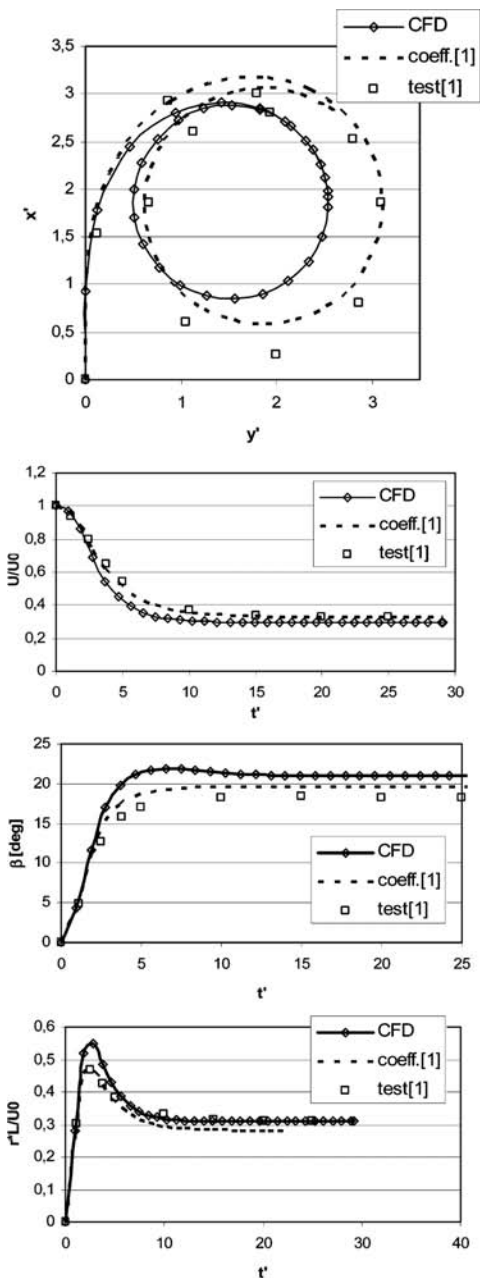 CFD
coeff.[1]
test[1]
3,5
3
2,5
2
1,5
1
0,5
0
x'
0 1 2 3
y'
1,2
1
0,8
0,6
0,4
0,2
0
U/U0
CFD
coeff.[1]
test[1]
0 5 10 15 20 25 30
t'
25
20
15
10
5
0
β [deg]
CFD
coeff.[1]
test[1]
0 5 10 15 20 25
t'
0,6
0,5
0,4
0,3
0,2
0,1
0
r*L/U0
CFD
coeff.[1]
test[1]
0 10 20 30 40
t'